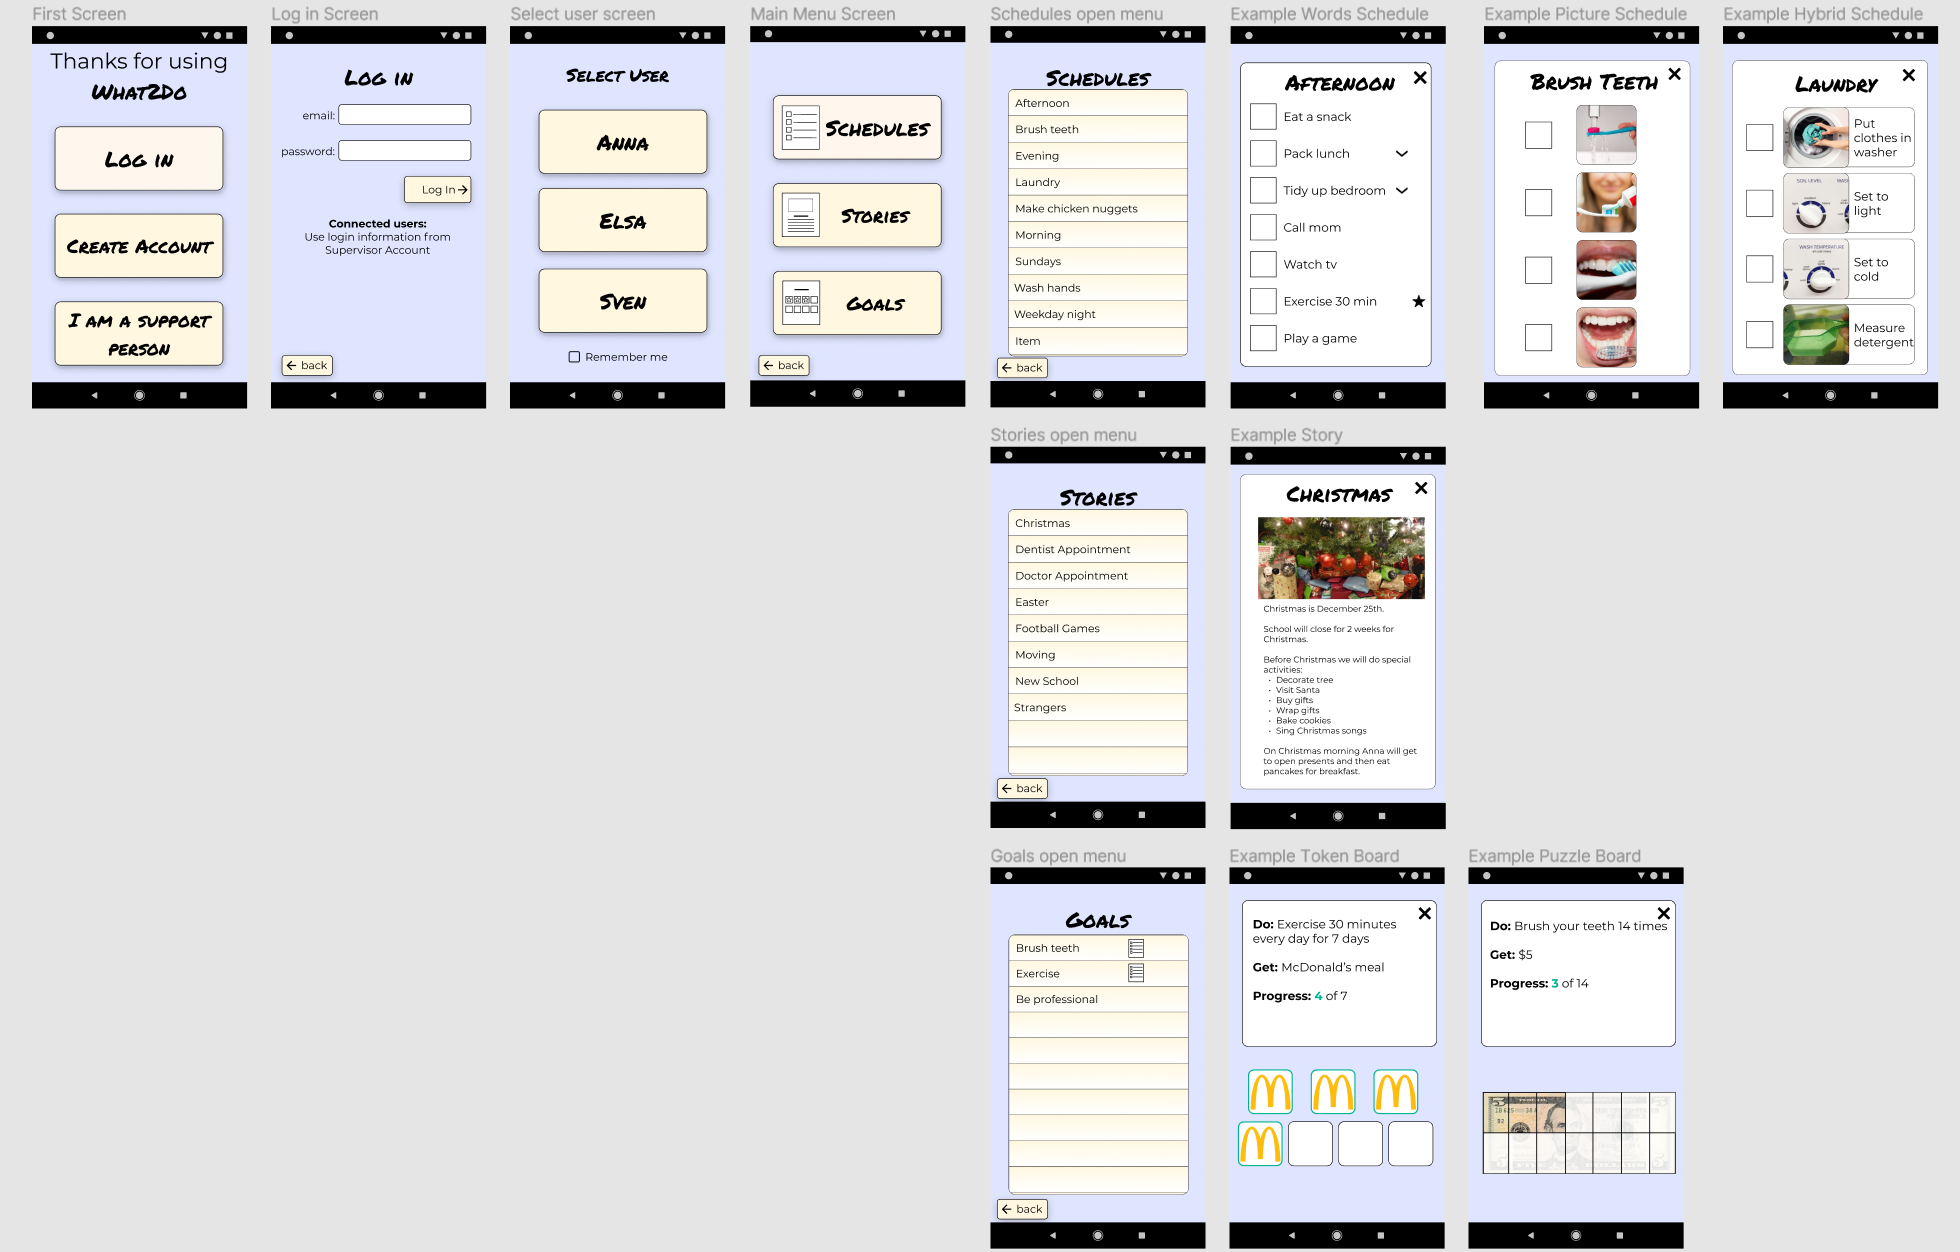 First Screen
Thanks for using
What2Do
Log in
Create Account
I am a support
person
Log in Screen
Log in
email:
password:
Log In
Connected users:
Use login information from
Supervisor Account
back
Select user screen
Select User
Anna
Elsa
Sven
Remember me
Main Menu Screen
Schedules
Stories
Goals
back
Schedules open menu
Schedules
Afternoon
Brush teeth
Evening
Laundry
Make chicken nuggets
Morning
Sundays
Wash hands
Weekday night
Item
back
Example Words Schedule
Afternoon
Eat a snack
Pack lunch
Tidy up bedroom
Call mom
Watch tv
Exercise 30 min
Play a game
Example Picture Schedule
Brush Teeth
Example Hybrid Schedule
Laundry
Put
clothes in
washer
SOIL LEVEL
Set to
light
WASH TEMPERATURE
Set to
cold
Measure
detergent
Stories open menu
Stories
Christmas
Dentist Appointment
Doctor Appointment
Easter
Football Games
Moving
New School
Strangers
back
Example Story
Christmas
Christmas is December 25th.
School will close for 2 weeks for
Christmas.
Before Christmas we will do special
activities:
• Decorate tree
• Visit Santa
• Buy gifts
• Wrap gifts
• Bake cookies
• Sing Christmas songs
On Christmas morning Anna will get
to open presents and then eat
pancakes for breakfast.
Goals open menu
Goals
Brush teeth
Exercise
Be professional
back
Example Token Board
Do: Exercise 30 minutes
every day for 7 days
Get: McDonald's meal
Progress: 4 of 7
Example Puzzle Board
Do: Brush your teeth 14 times
Get: $5
Progress: 3 of 14